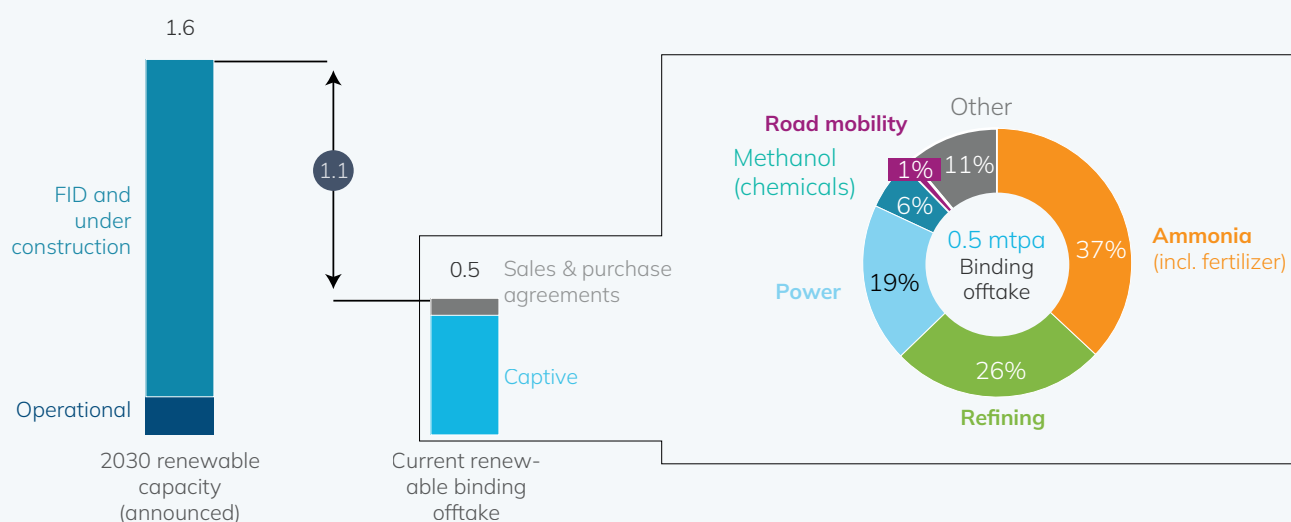 1.6
FID and
under
construction
Operational
2030 renewable
capacity
(announced)
1.1
0.5
Sales & purchase
agreements
Captive
Current renew-
able binding
offtake
Other
Road mobility
Methanol
(chemicals)
1%
11%
6%
37%
19%
26%
0.5 mtpa
Binding
offtake
Ammonia
(incl. fertilizer)
Power
Refining